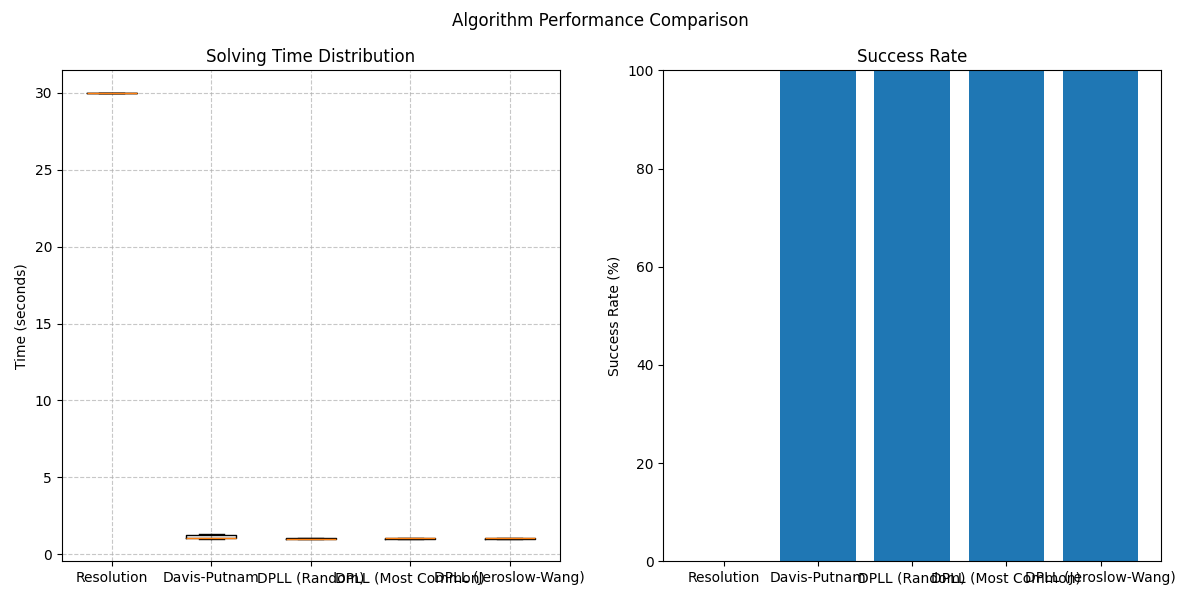 Algorithm Performance Comparison
Solving Time Distribution
Time (seconds)
30
25
20
15
10
5
0
Resolution
Davis-Putnam
DPLL (Random)
DPLL (Most Common)
DPLL (Jeroslow-Wang)
Success Rate
Success Rate (%)
100
80
60
40
20
0
Resolution
Davis-Putnam
DPLL (Random)
DPLL (Most Common)
DPLL (Jeroslow-Wang)